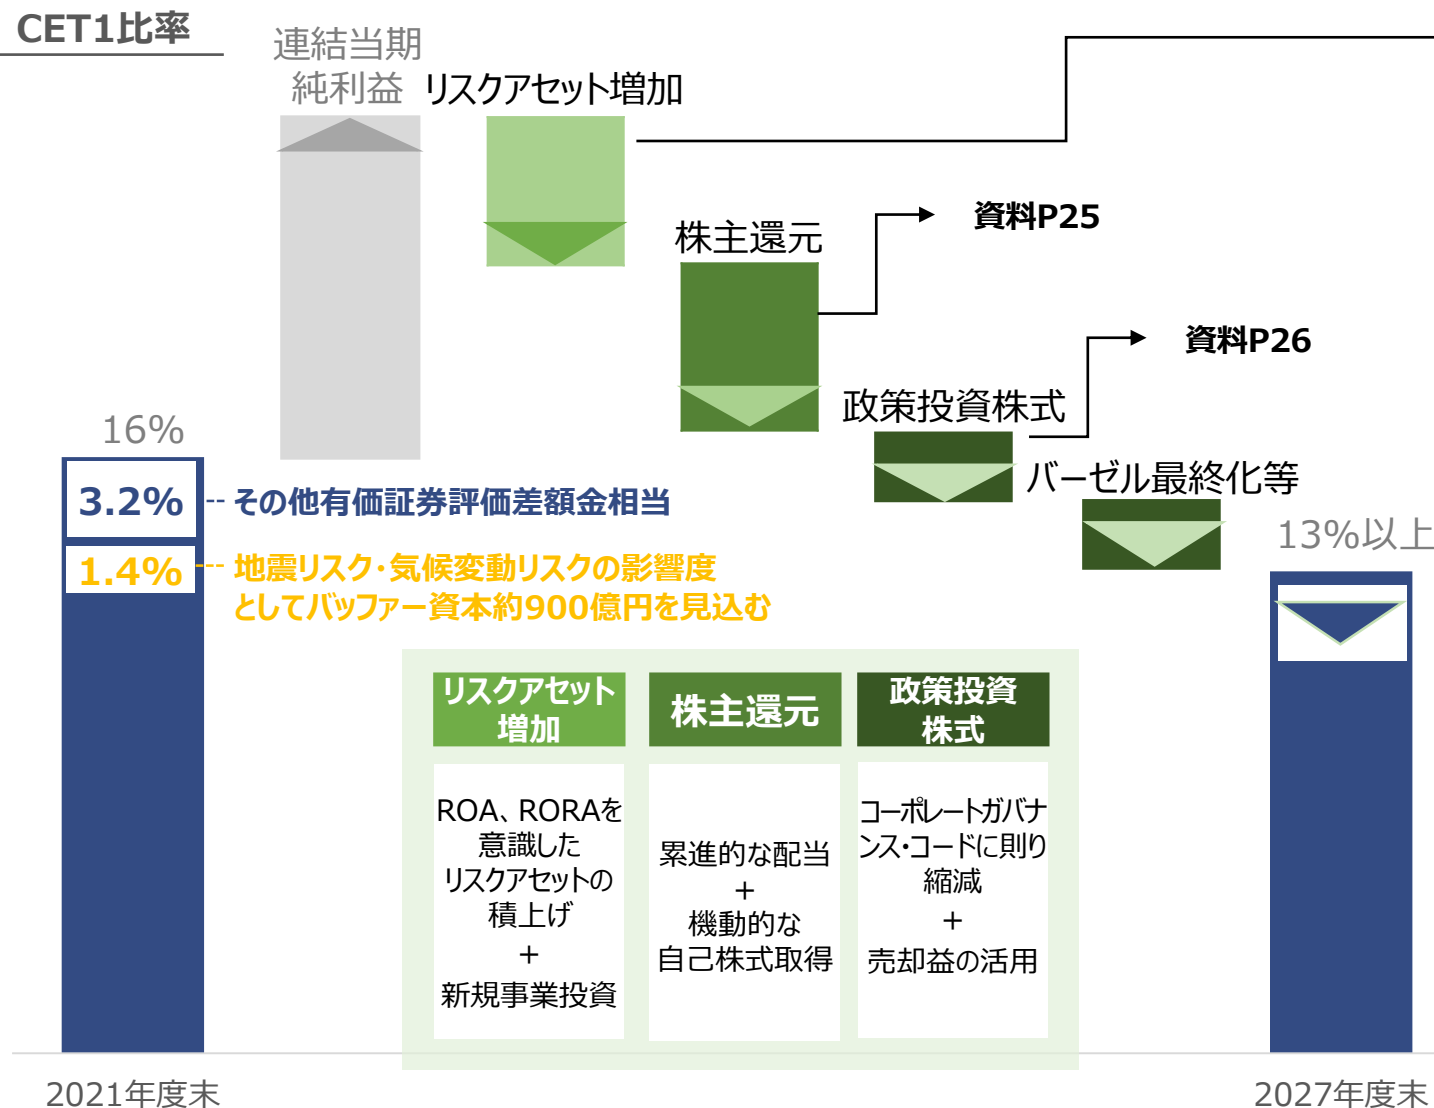 CET1比率
連結当期
純利益
リスクアセット増加
株主還元
資料P25
政策投資株式
資料P26
バーゼル最終化等
16%
13%以上
3.2%
その他有価証券評価差額金相当
1.4%
地震リスク・気候変動リスクの影響度
としてバッファー資本約900億円を見込む
リスクアセット
増加
ROA、RORAを
意識した
リスクアセットの
積上げ
+
新規事業投資
株主還元
累進的な配当
+
機動的な
自己株式取得
政策投資
株式
コーポレートガバナ
ンス・コードに則り
縮減
+
売却益の活用
2021年度末
2027年度末